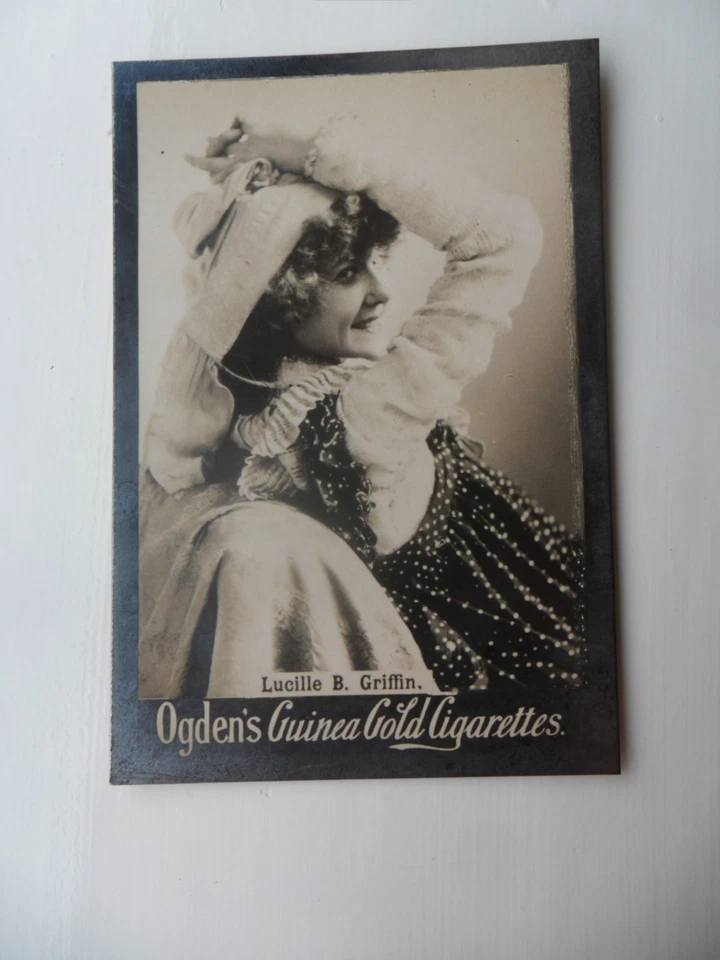 Lucille B. Griffin.
Ogden's Guinea Gold Cigarettes.